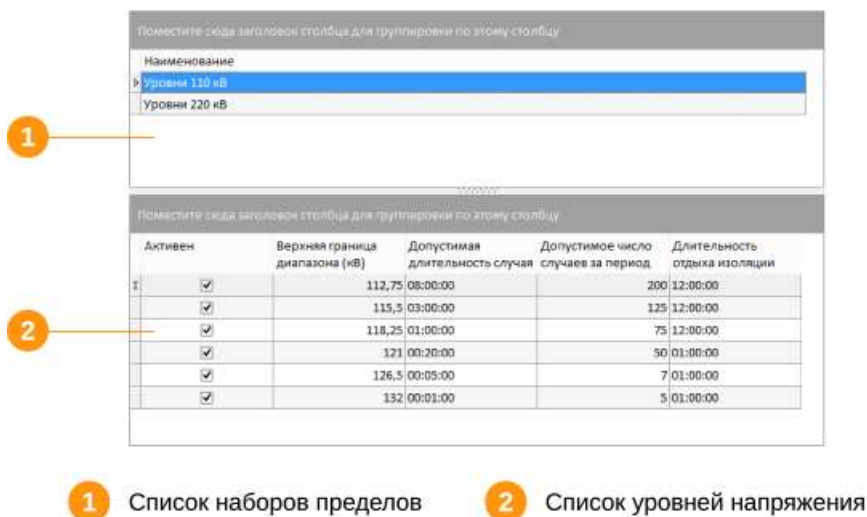 Поместите сюда заголовок столбца для группировки по этому столбцу
Наименование
Уровни 110 кВ
Уровни 220 кВ
1
Поместите сюда заголовок столбца для группировки по этому столбцу
Активен Верхняя граница диапазона (кВ) Допустимая длительность случая Допустимое число случаев за период Длительность отдыха изоляции
112,75 08:00:00 200 12:00:00
115,5 03:00:00 125 12:00:00
2 118,25 01:00:00 75 12:00:00
121 00:20:00 50 01:00:00
126,5 00:05:00 7 01:00:00
132 00:01:00 5 01:00:00
1 Список наборов пределов 2 Список уровней напряжения